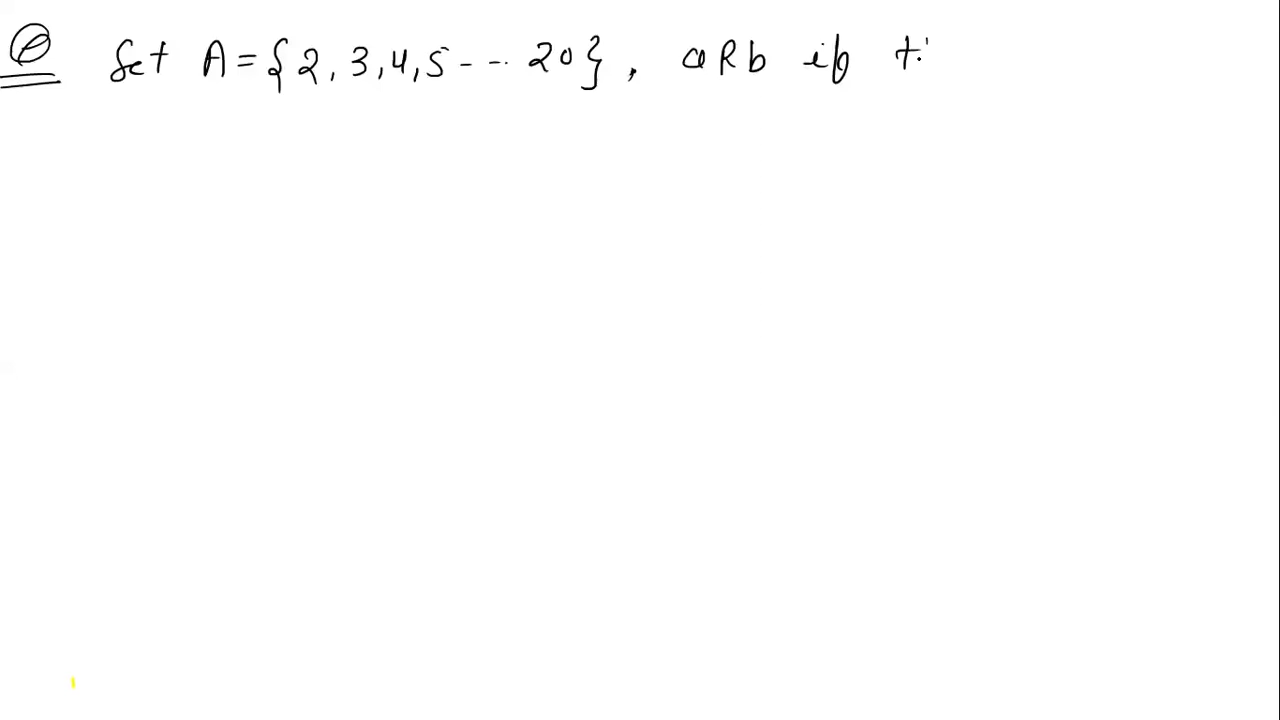 Q Set A = {2, 3, 4, 5 - - .. 20}, aRb if